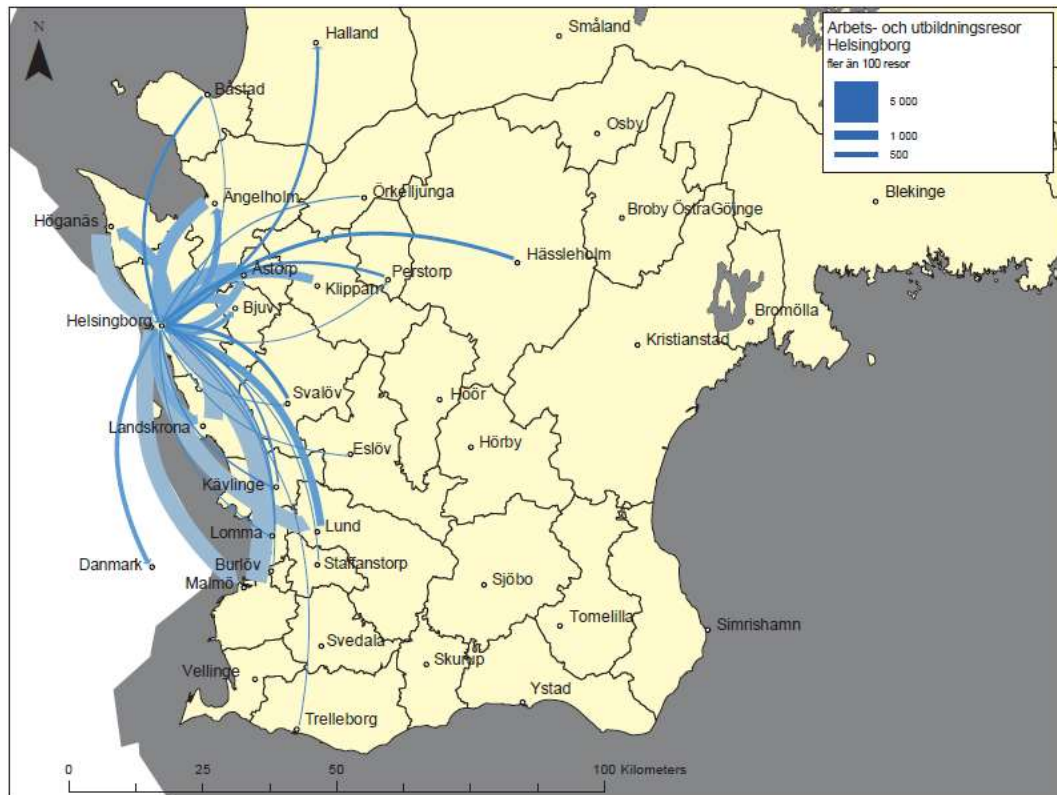 N
Halland
Småland
Arbets- och utbildningsresor
Helsingborg
fler än 100 resor
5 000
1 000
500
Båstad
Osby
Ängelholm
Örkelljunga
Höganäs
Broby ÖstraGöinge
Blekinge
Åstorp
Hässleholm
Klippan
Perstorp
Bjuv
Helsingborg
Bromölla
Kristianstad
Svalöv
Höör
Landskrona
Hörby
Eslöv
Kävlinge
Lomma
Lund
Danmark
Burlöv
Staffanstorp
Malmö
Sjöbo
Tomelilla
Simrishamn
Svedala
Skurup
Vellinge
Ystad
Trelleborg
0 25 50 100 Kilometers